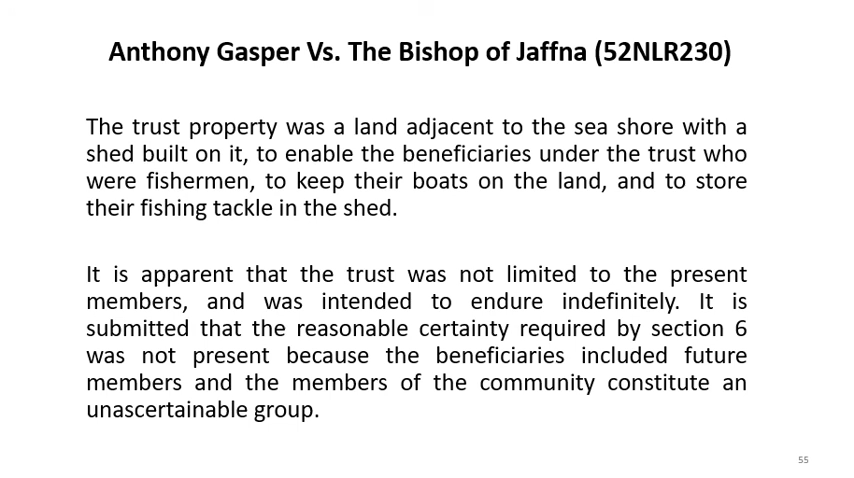 Anthony Gasper Vs. The Bishop of Jaffna (52NLR230)
The trust property was a land adjacent to the sea shore with a
shed built on it, to enable the beneficiaries under the trust who
were fishermen, to keep their boats on the land, and to store
their fishing tackle in the shed.
It is apparent that the trust was not limited to the present
members, and was intended to endure indefinitely. It is
submitted that the reasonable certainty required by section 6
was not present because the beneficiaries included future
members and the members of the community constitute an
unascertainable group.
55